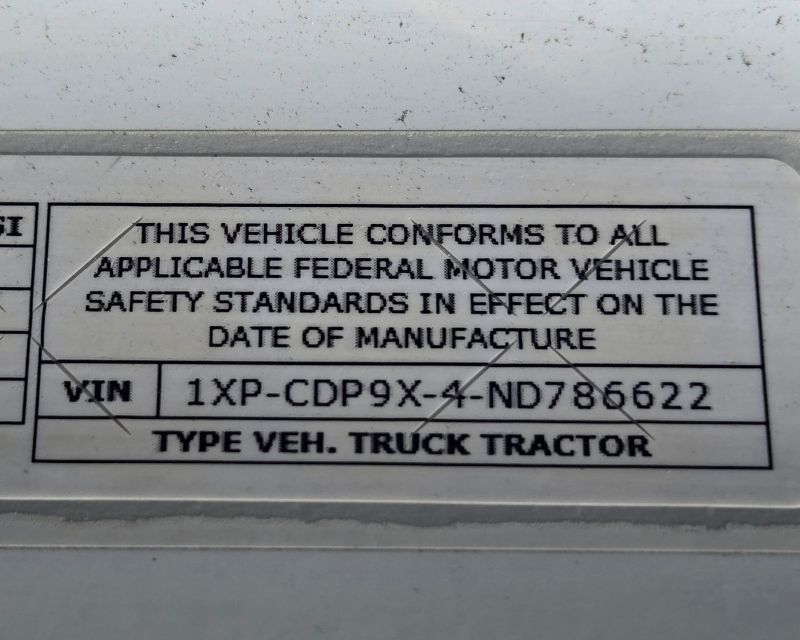 SI
THIS VEHICLE CONFORMS TO ALL
APPLICABLE FEDERAL MOTOR VEHICLE
SAFETY STANDARDS IN EFFECT ON THE
DATE OF MANUFACTURE
VIN 1XP-CDP9X-4-ND786622
TYPE VEH. TRUCK TRACTOR